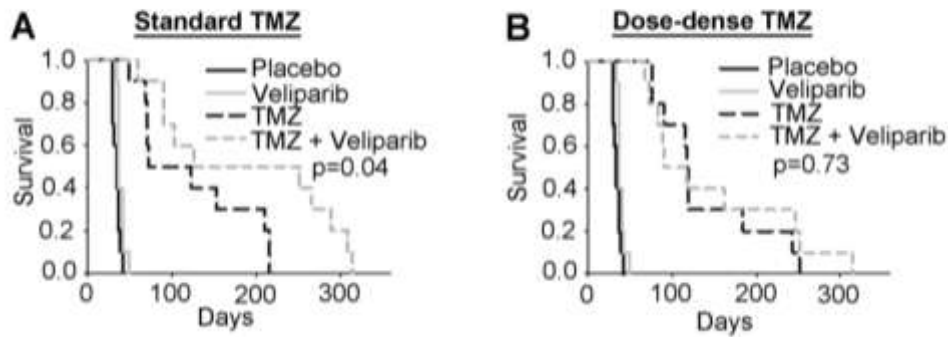 A Standard TMZ
Placebo
Veliparib
TMZ
TMZ + Veliparib
p=0.04
Survival
1.0
0.8
0.6
0.4
0.2
0.0
0 100 200 300
Days
B Dose-dense TMZ
Placebo
Veliparib
TMZ
TMZ + Veliparib
p=0.73
Survival
1.0
0.8
0.6
0.4
0.2
0.0
0 100 200 300
Days